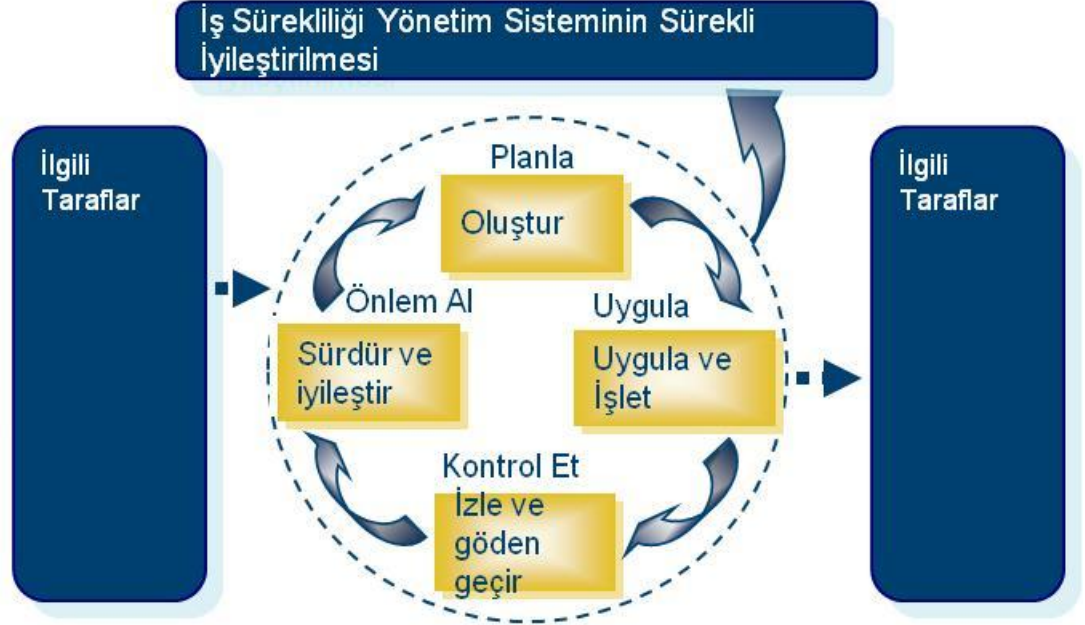 İş Sürekliliği Yönetim Sisteminin Sürekli
İyileştirilmesi
İlgili
Taraflar
Planla
Oluştur
Önlem Al
Sürdür ve
iyileştir
Uygula
Uygula ve
İşlet
Kontrol Et
İzle ve
göden
geçir
İlgili
Taraflar